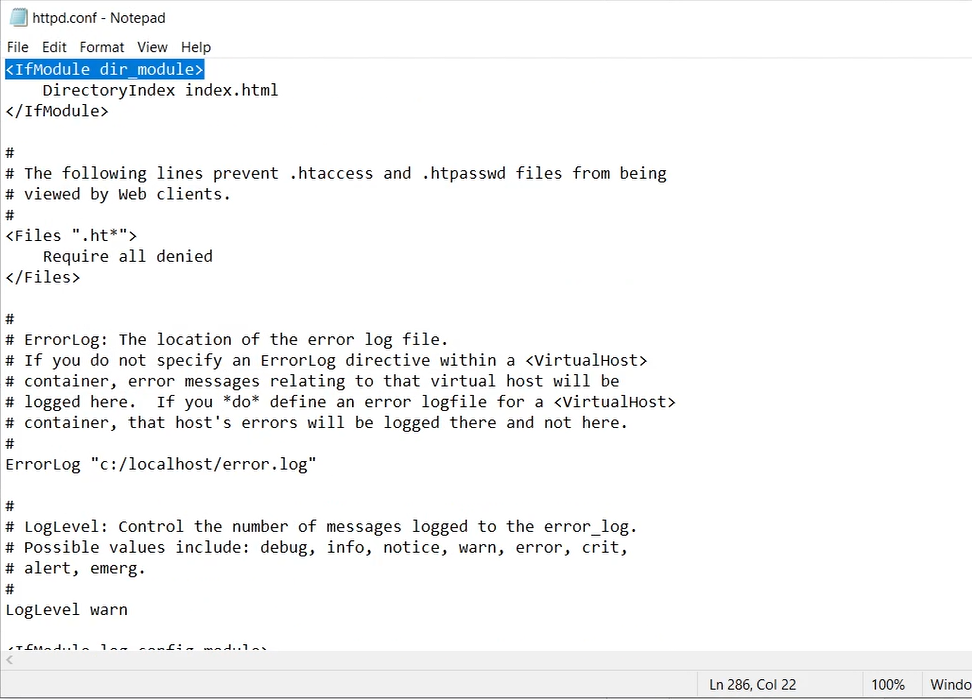 httpd.conf - Notepad
File Edit Format View Help
<IfModule dir_module>
    DirectoryIndex index.html
</IfModule>
#
# The following lines prevent .htaccess and .htpasswd files from being
# viewed by Web clients.
#
<Files ".ht*">
    Require all denied
</Files>
#
# ErrorLog: The location of the error log file.
# If you do not specify an ErrorLog directive within a <VirtualHost>
# container, error messages relating to that virtual host will be
# logged here.  If you *do* define an error logfile for a <VirtualHost>
# container, that host's errors will be logged there and not here.
#
ErrorLog "c:/localhost/error.log"
#
# LogLevel: Control the number of messages logged to the error_log.
# Possible values include: debug, info, notice, warn, error, crit,
# alert, emerg.
#
LogLevel warn
<IfModule log_config_module>
Ln 286, Col 22 100% Windo